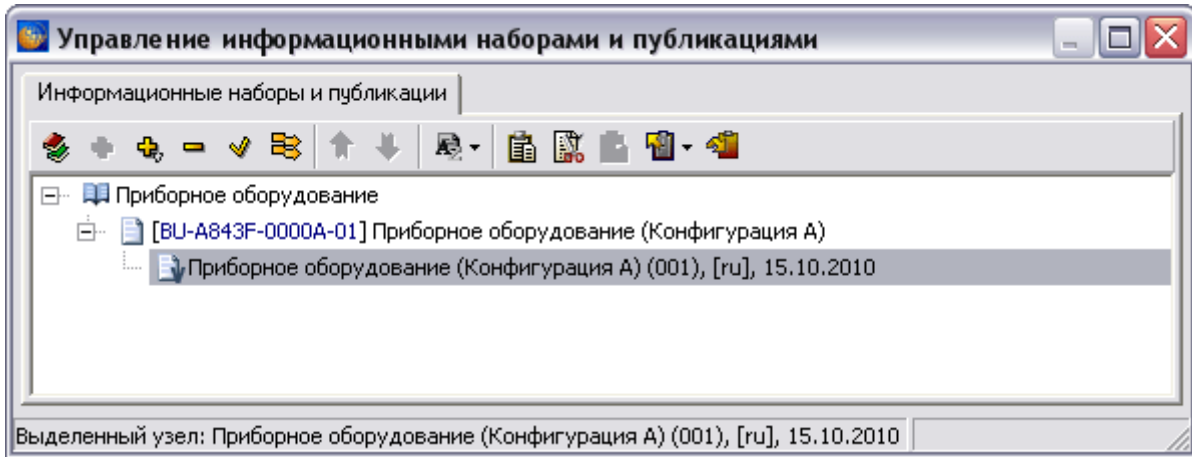 Управление информационными наборами и публикациями
Информационные наборы и публикации
Приборное оборудование
[BU-A843F-0000A-01] Приборное оборудование (Конфигурация А)
Приборное оборудование (Конфигурация А) (001), [ru], 15.10.2010
Выделенный узел: Приборное оборудование (Конфигурация А) (001), [ru], 15.10.2010